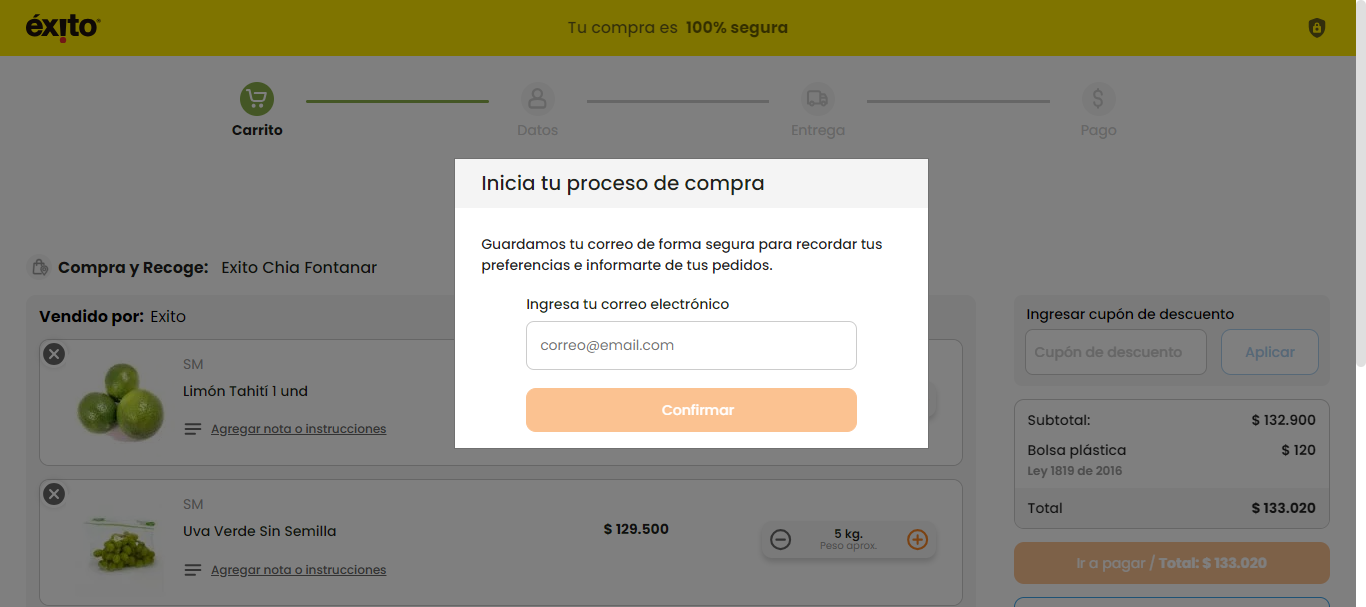 éxito
Tu compra es 100% segura
Carrito
Datos
Entrega
Pago
Inicia tu proceso de compra
Guardamos tu correo de forma segura para recordar tus
preferencias e informarte de tus pedidos.
Ingresa tu correo electrónico
correo@email.com
Confirmar
Compra y Recoge: Exito Chia Fontanar
Vendido por: Exito
SM
Limón Tahití 1 und
Agregar nota o instrucciones
SM
Uva Verde Sin Semilla
$ 129.500
5 kg.
Peso aprox.
Agregar nota o instrucciones
Ingresar cupón de descuento
Cupón de descuento
Aplicar
Subtotal: $ 132.900
Bolsa plástica $ 120
Ley 1819 de 2016
Total $ 133.020
Ir a pagar / Total: $ 133.020